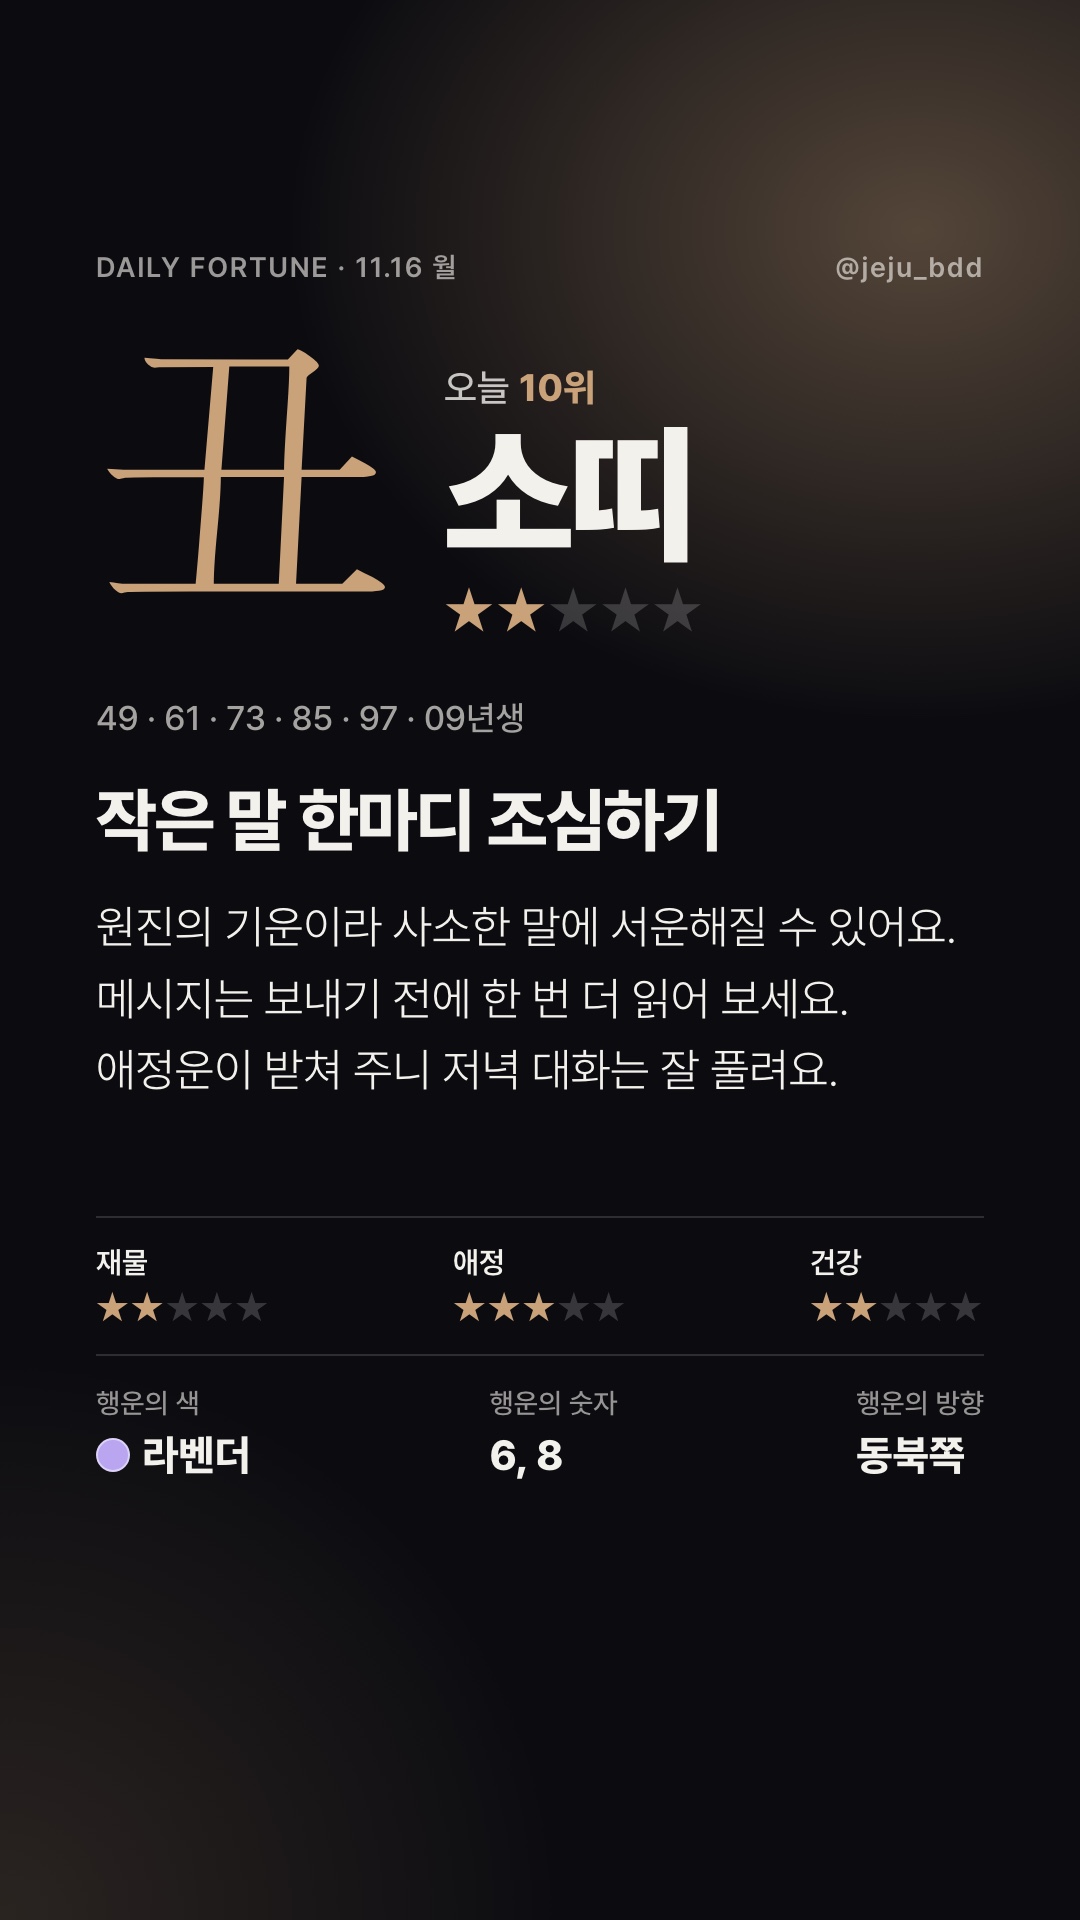 DAILY FORTUNE · 11.16 월
@jeju_bdd
丑
오늘 10위
소띠
★★★★★
49 · 61 · 73 · 85 · 97 · 09년생
작은 말 한마디 조심하기
원진의 기운이라 사소한 말에 서운해질 수 있어요.
메시지는 보내기 전에 한 번 더 읽어 보세요.
애정운이 받쳐 주니 저녁 대화는 잘 풀려요.
재물 애정 건강
★★★★★ ★★★★★ ★★★★★
행운의 색 행운의 숫자 행운의 방향
라벤더 6, 8 동북쪽